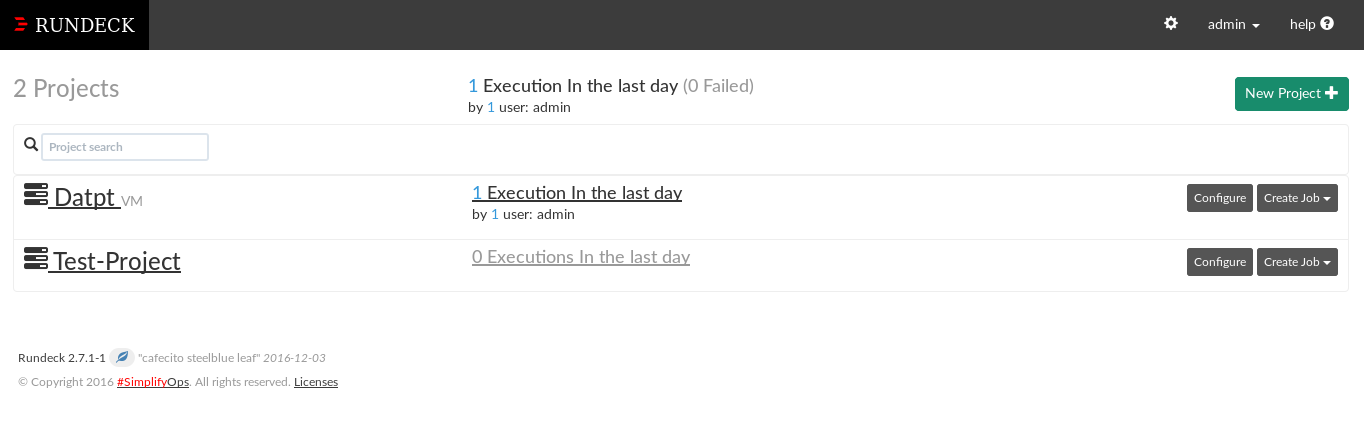 RUNDECK admin help
2 Projects 1 Execution In the last day (0 Failed) New Project
by 1 user: admin
Project search
Datpt VM 1 Execution In the last day Configure Create Job
by 1 user: admin
Test-Project 0 Executions In the last day Configure Create Job
Rundeck 2.7.1-1 "cafecito steelblue leaf" 2016-12-03
© Copyright 2016 #SimplifyOps. All rights reserved. Licenses